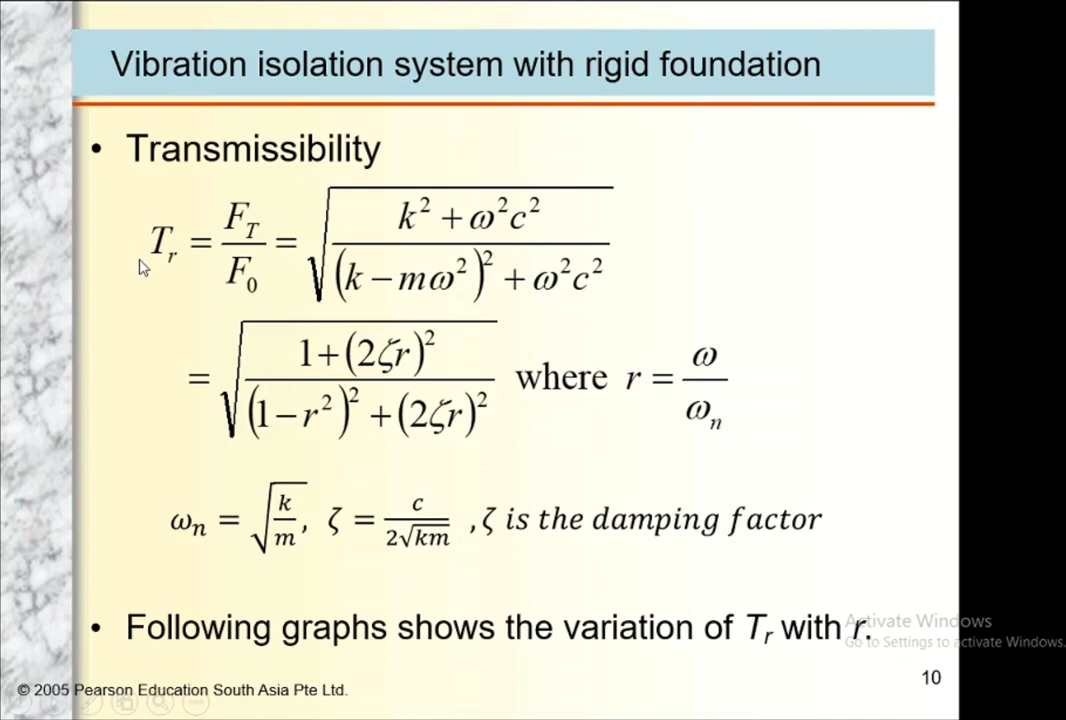 Vibration isolation system with rigid foundation
• Transmissibility
T_r = F_T / F_0 = √((k² + ω²c²) / ((k − mω²)² + ω²c²))
= √((1 + (2ζr)²) / ((1 − r²)² + (2ζr)²)) where r = ω / ω_n
ω_n = √(k/m), ζ = c / (2√km) , ζ is the damping factor
• Following graphs shows the variation of T_r with r.
Activate Windows
Go to Settings to activate Windows.
10
© 2005 Pearson Education South Asia Pte Ltd.